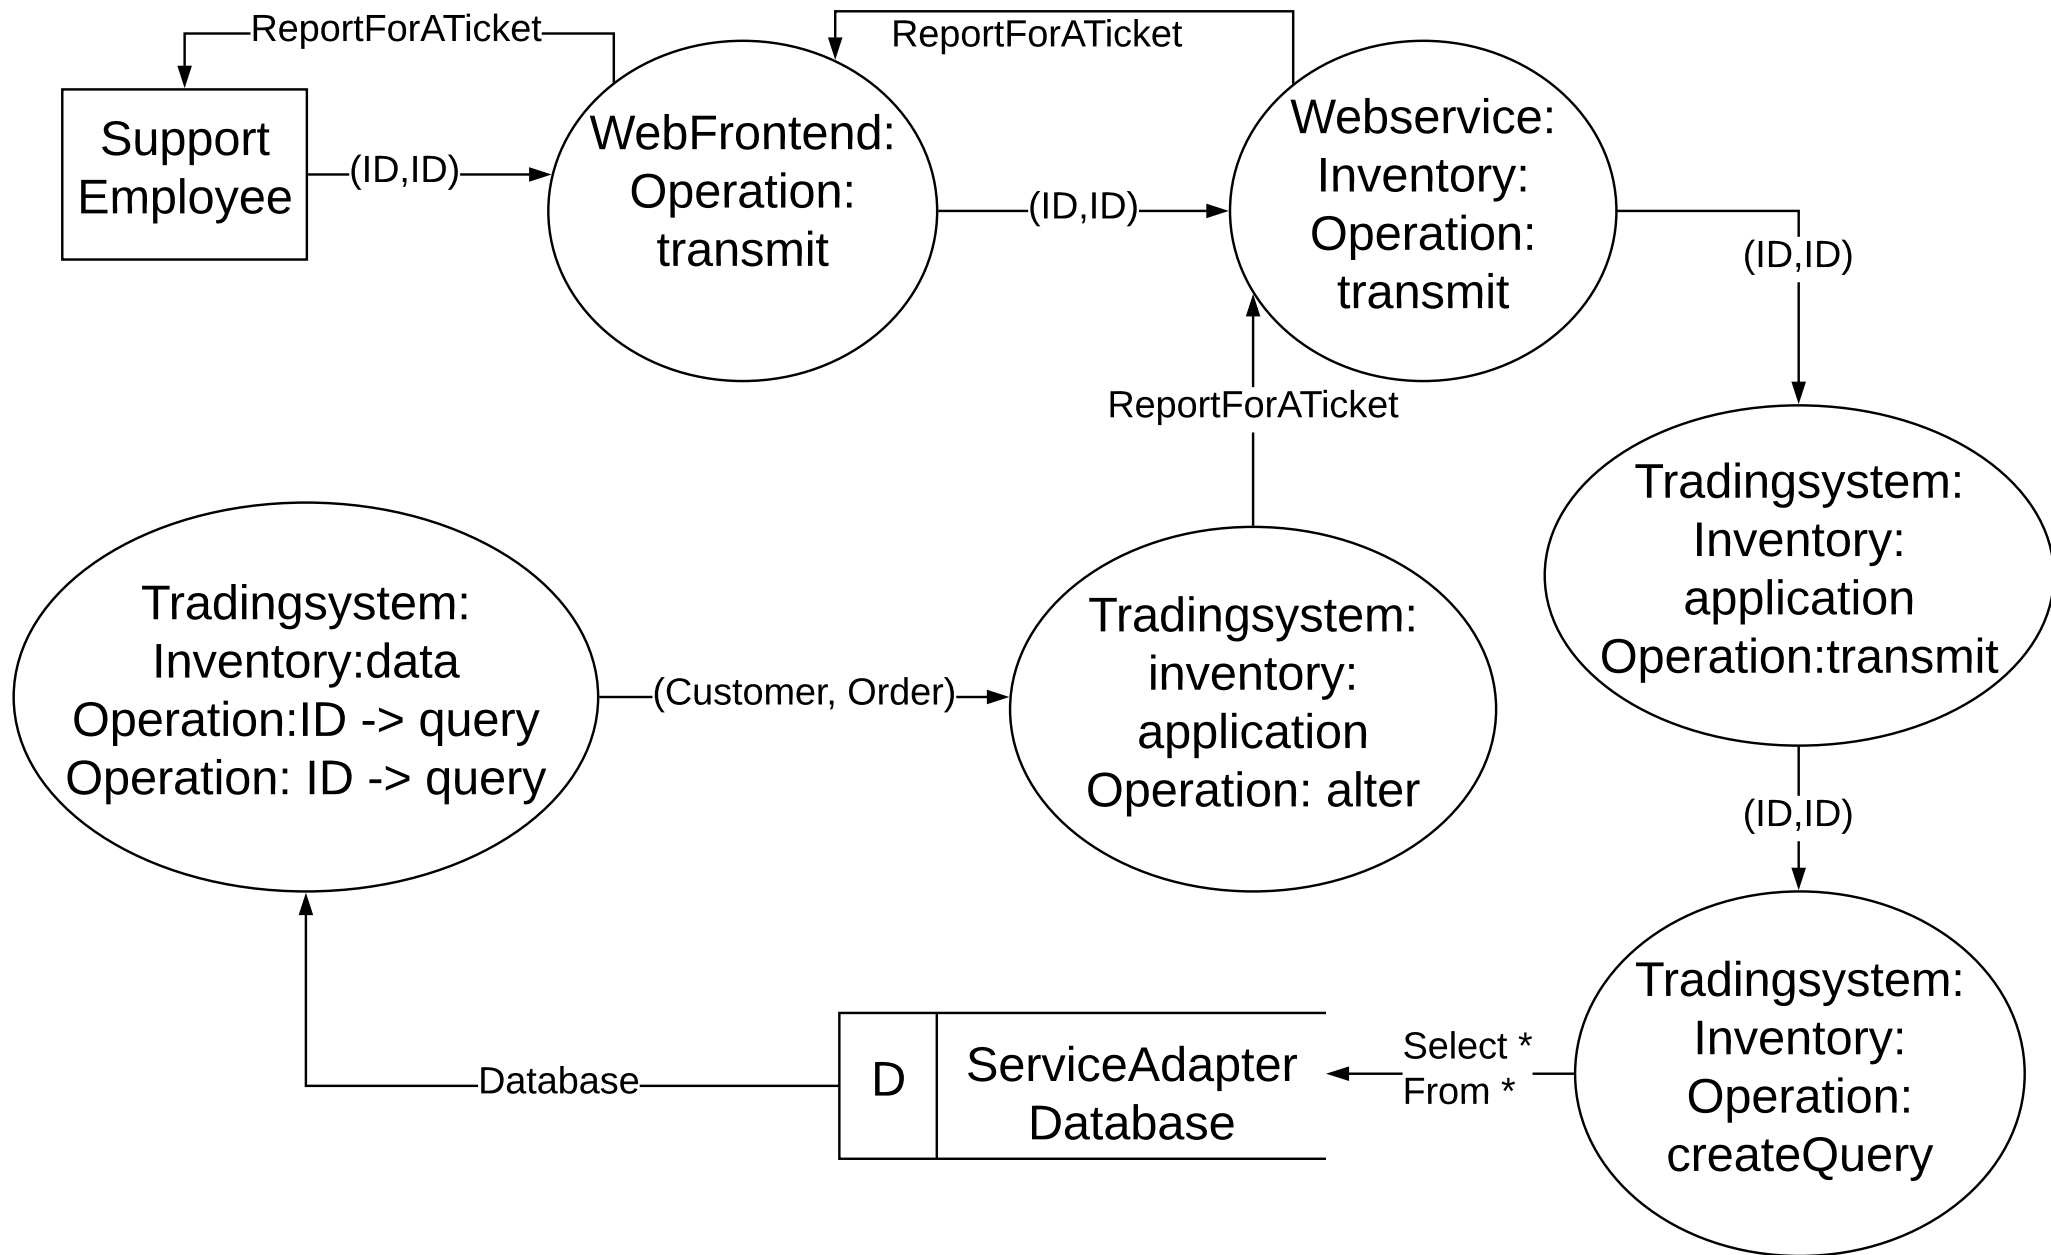 ReportForATicket
ReportForATicket
Support
Employee
(ID,ID)
WebFrontend:
Operation:
transmit
(ID,ID)
Webservice:
Inventory:
Operation:
transmit
(ID,ID)
ReportForATicket
Tradingsystem:
Inventory:
application
Operation:transmit
Tradingsystem:
Inventory:data
Operation:ID -> query
Operation: ID -> query
(Customer, Order)
Tradingsystem:
inventory:
application
Operation: alter
(ID,ID)
Tradingsystem:
Inventory:
Operation:
createQuery
Select *
From *
D
ServiceAdapter
Database
Database